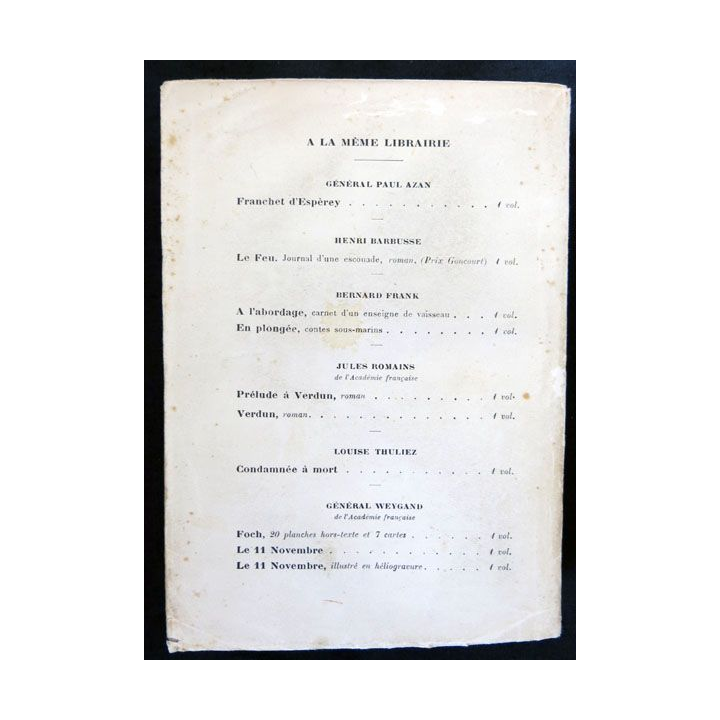 A LA MÊME LIBRAIRIE
GÉNÉRAL PAUL AZAN
Franchet d'Espèrey . . . . . . . . . . . 1 vol.
HENRI BARBUSSE
Le Feu. Journal d'une escouade, roman, (Prix Goncourt) 1 vol.
BERNARD FRANK
A l'abordage, carnet d'un enseigne de vaisseau . . . 1 vol.
En plongée, contes sous-marins . . . . . . . . 1 vol.
JULES ROMAINS
de l'Académie française
Prélude à Verdun, roman . . . . . . . . . . 1 vol.
Verdun, roman. . . . . . . . . . . . . . 1 vol.
LOUISE THULIEZ
Condamnée à mort . . . . . . . . . . . 1 vol.
GÉNÉRAL WEYGAND
de l'Académie française
Foch, 20 planches hors-texte et 7 cartes . . . . . . 1 vol.
Le 11 Novembre . . . . . . . . . . . . 1 vol.
Le 11 Novembre, illustré en héliogravure. . . . . . 1 vol.